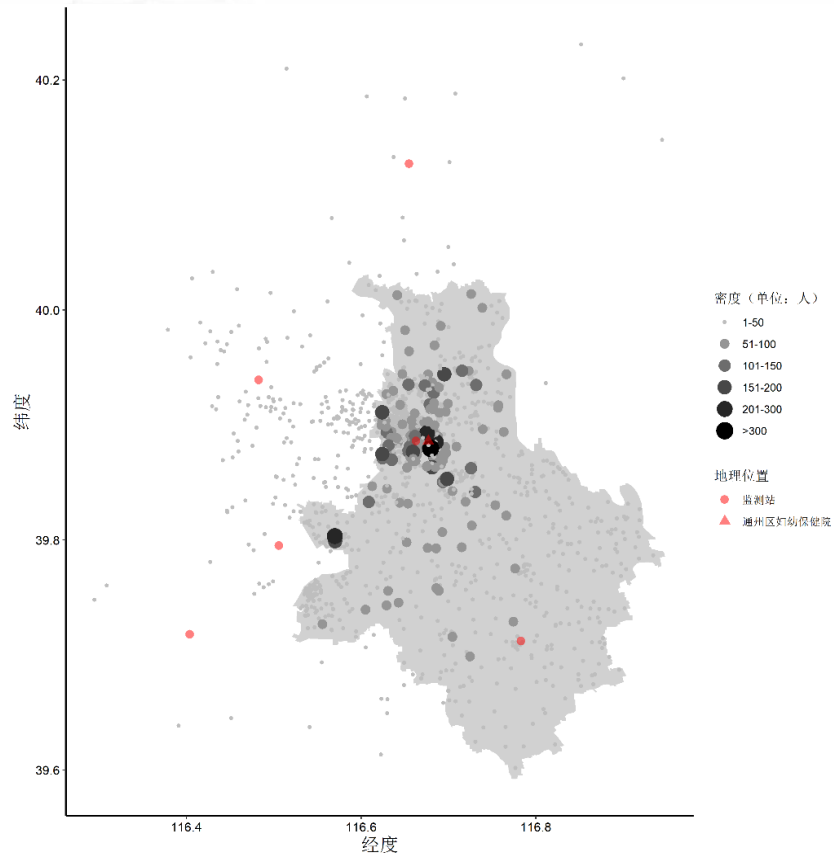 40.2
40.0
39.8
39.6
纬度
116.4
116.6
116.8
经度
密度（单位：人）
1-50
51-100
101-150
151-200
201-300
>300
地理位置
监测站
通州区妇幼保健院